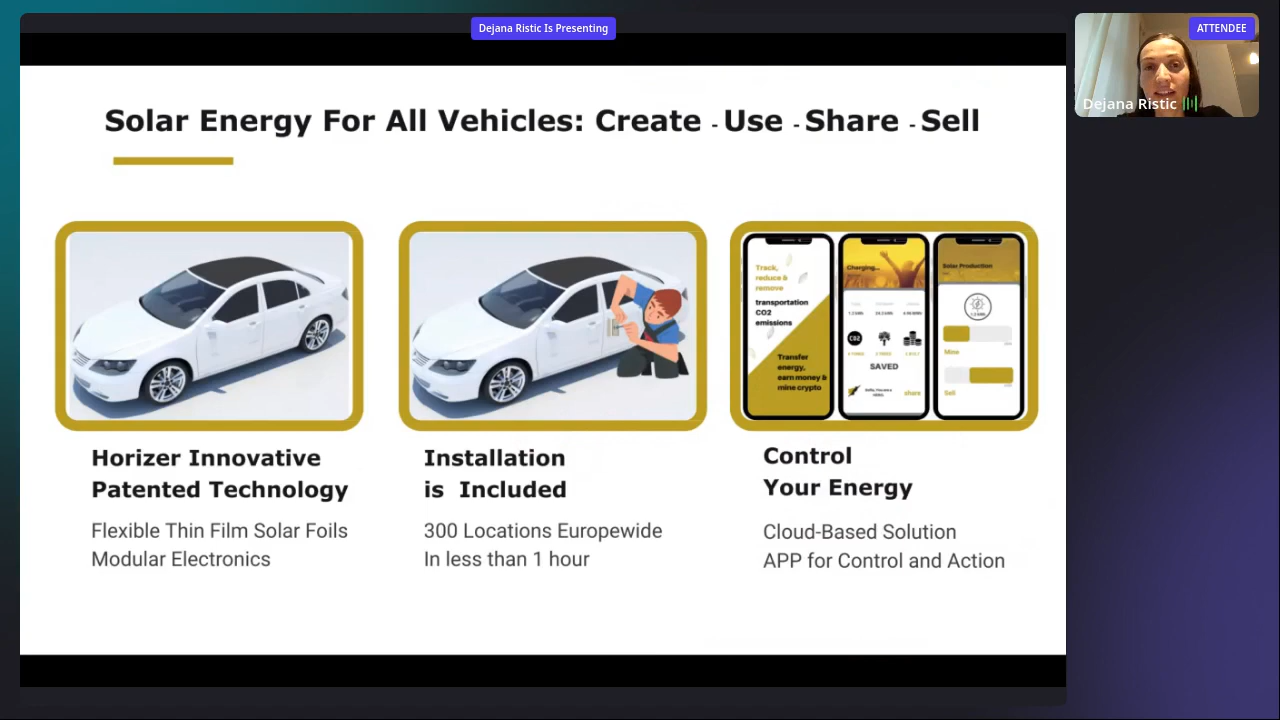 Dejana Ristic Is Presenting
ATTENDEE
Dejana Ristic
Solar Energy For All Vehicles: Create - Use - Share - Sell
Track,
reduce &
remove
transportation
CO2
emissions
Transfer
energy,
earn money &
mine crypto
Charging...
CO2
SAVED
share
Solar Production
Mine
Sell
Horizer Innovative
Patented Technology
Flexible Thin Film Solar Foils
Modular Electronics
Installation
is Included
300 Locations Europewide
In less than 1 hour
Control
Your Energy
Cloud-Based Solution
APP for Control and Action